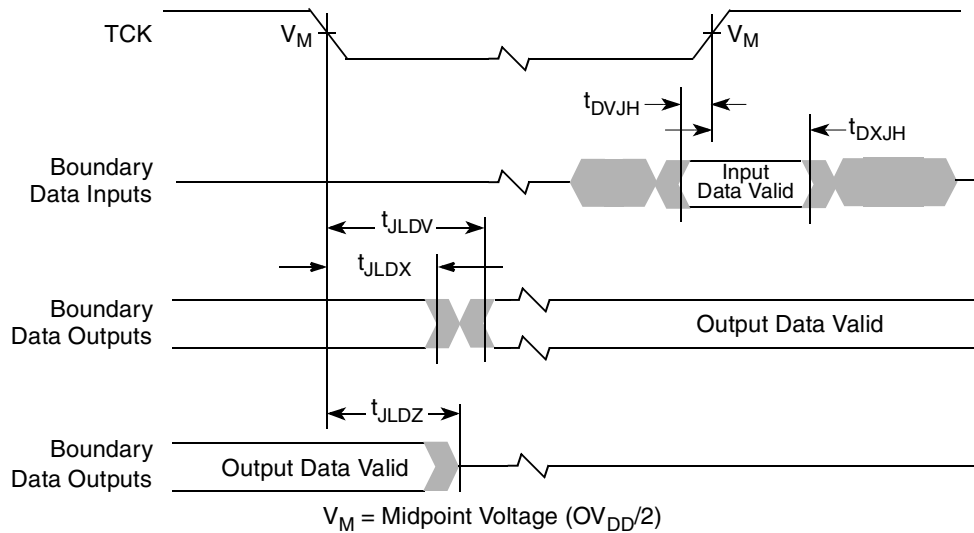 TCK
VM
VM
tDVJH
tDXJH
Boundary
Data Inputs
Input
Data Valid
tJLDV
tJLDX
Boundary
Data Outputs
Output Data Valid
tJLDZ
Boundary
Data Outputs
Output Data Valid
VM = Midpoint Voltage (OVDD/2)